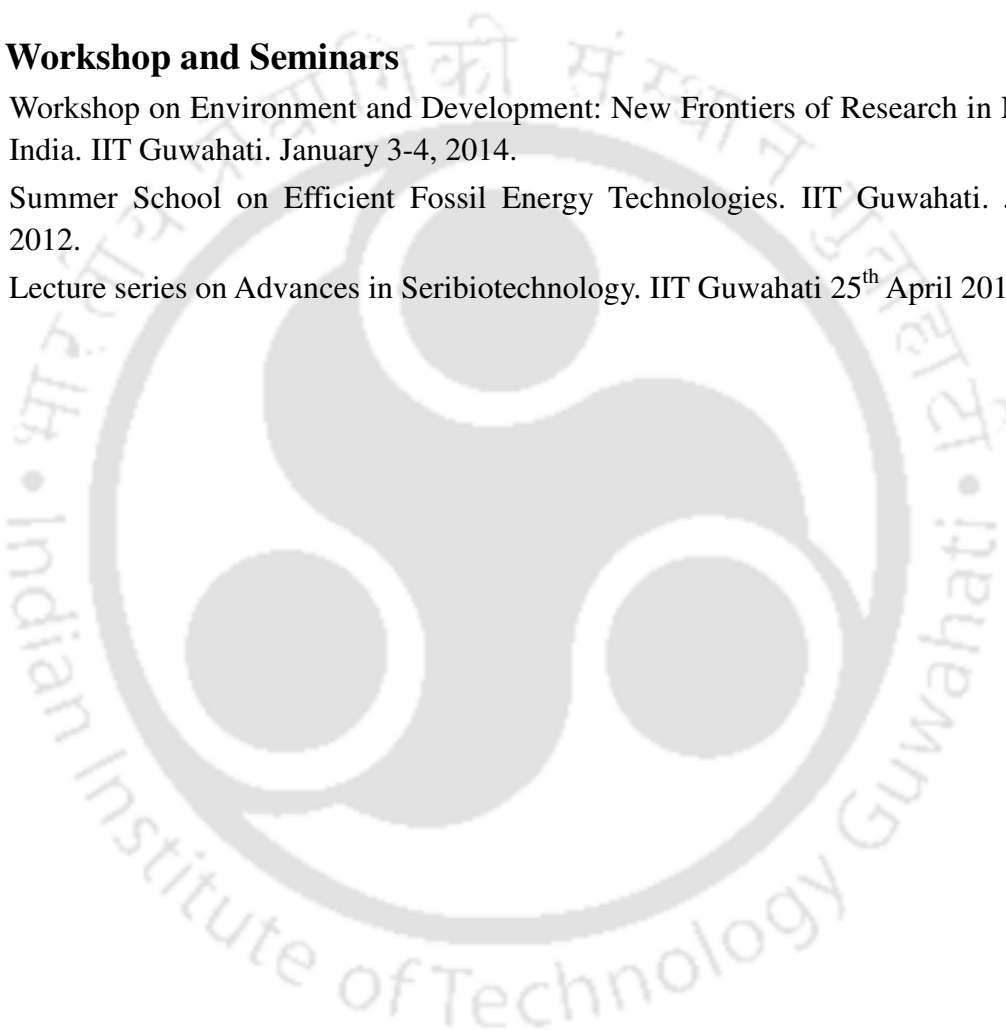 Workshop and Seminars
Workshop on Environment and Development: New Frontiers of Research in
India. IIT Guwahati. January 3-4, 2014.
Summer School on Efficient Fossil Energy Technologies. IIT Guwahati.
2012.
Lecture series on Advances in Seribiotechnology. IIT Guwahati 25th April 201
भारतीय प्रौद्योगिकी संस्थान गुवाहाटी
• Indian Institute of Technology Guwahati •